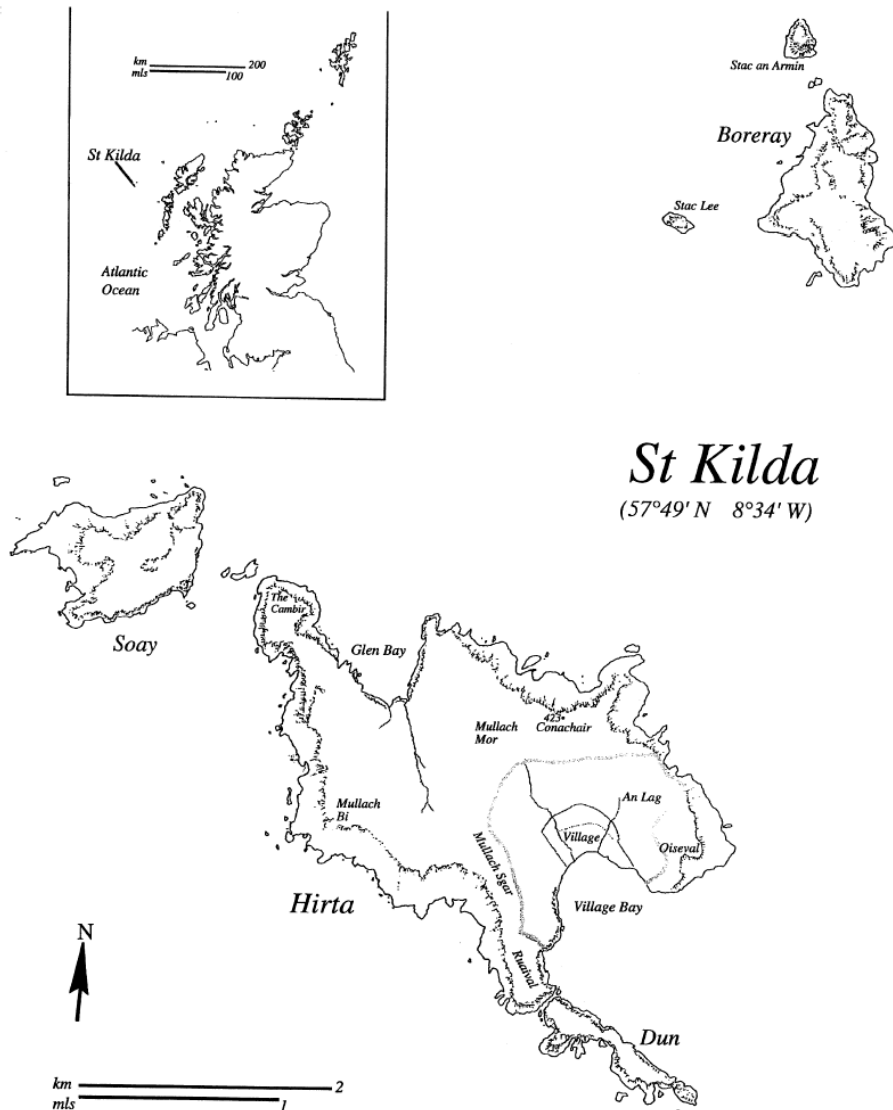 km 200
mls 100
St Kilda
Atlantic
Ocean
Stac an Armin
Boreray
Stac Lee
St Kilda
(57°49' N 8°34' W)
Soay
The
Cambir
Glen Bay
Mullach
Mor
423
Conachair
Mullach
Bi
An Lag
Village
Oiseval
Mullach Sgar
Hirta
Village Bay
N
Ruaival
Dun
km 2
mls 1